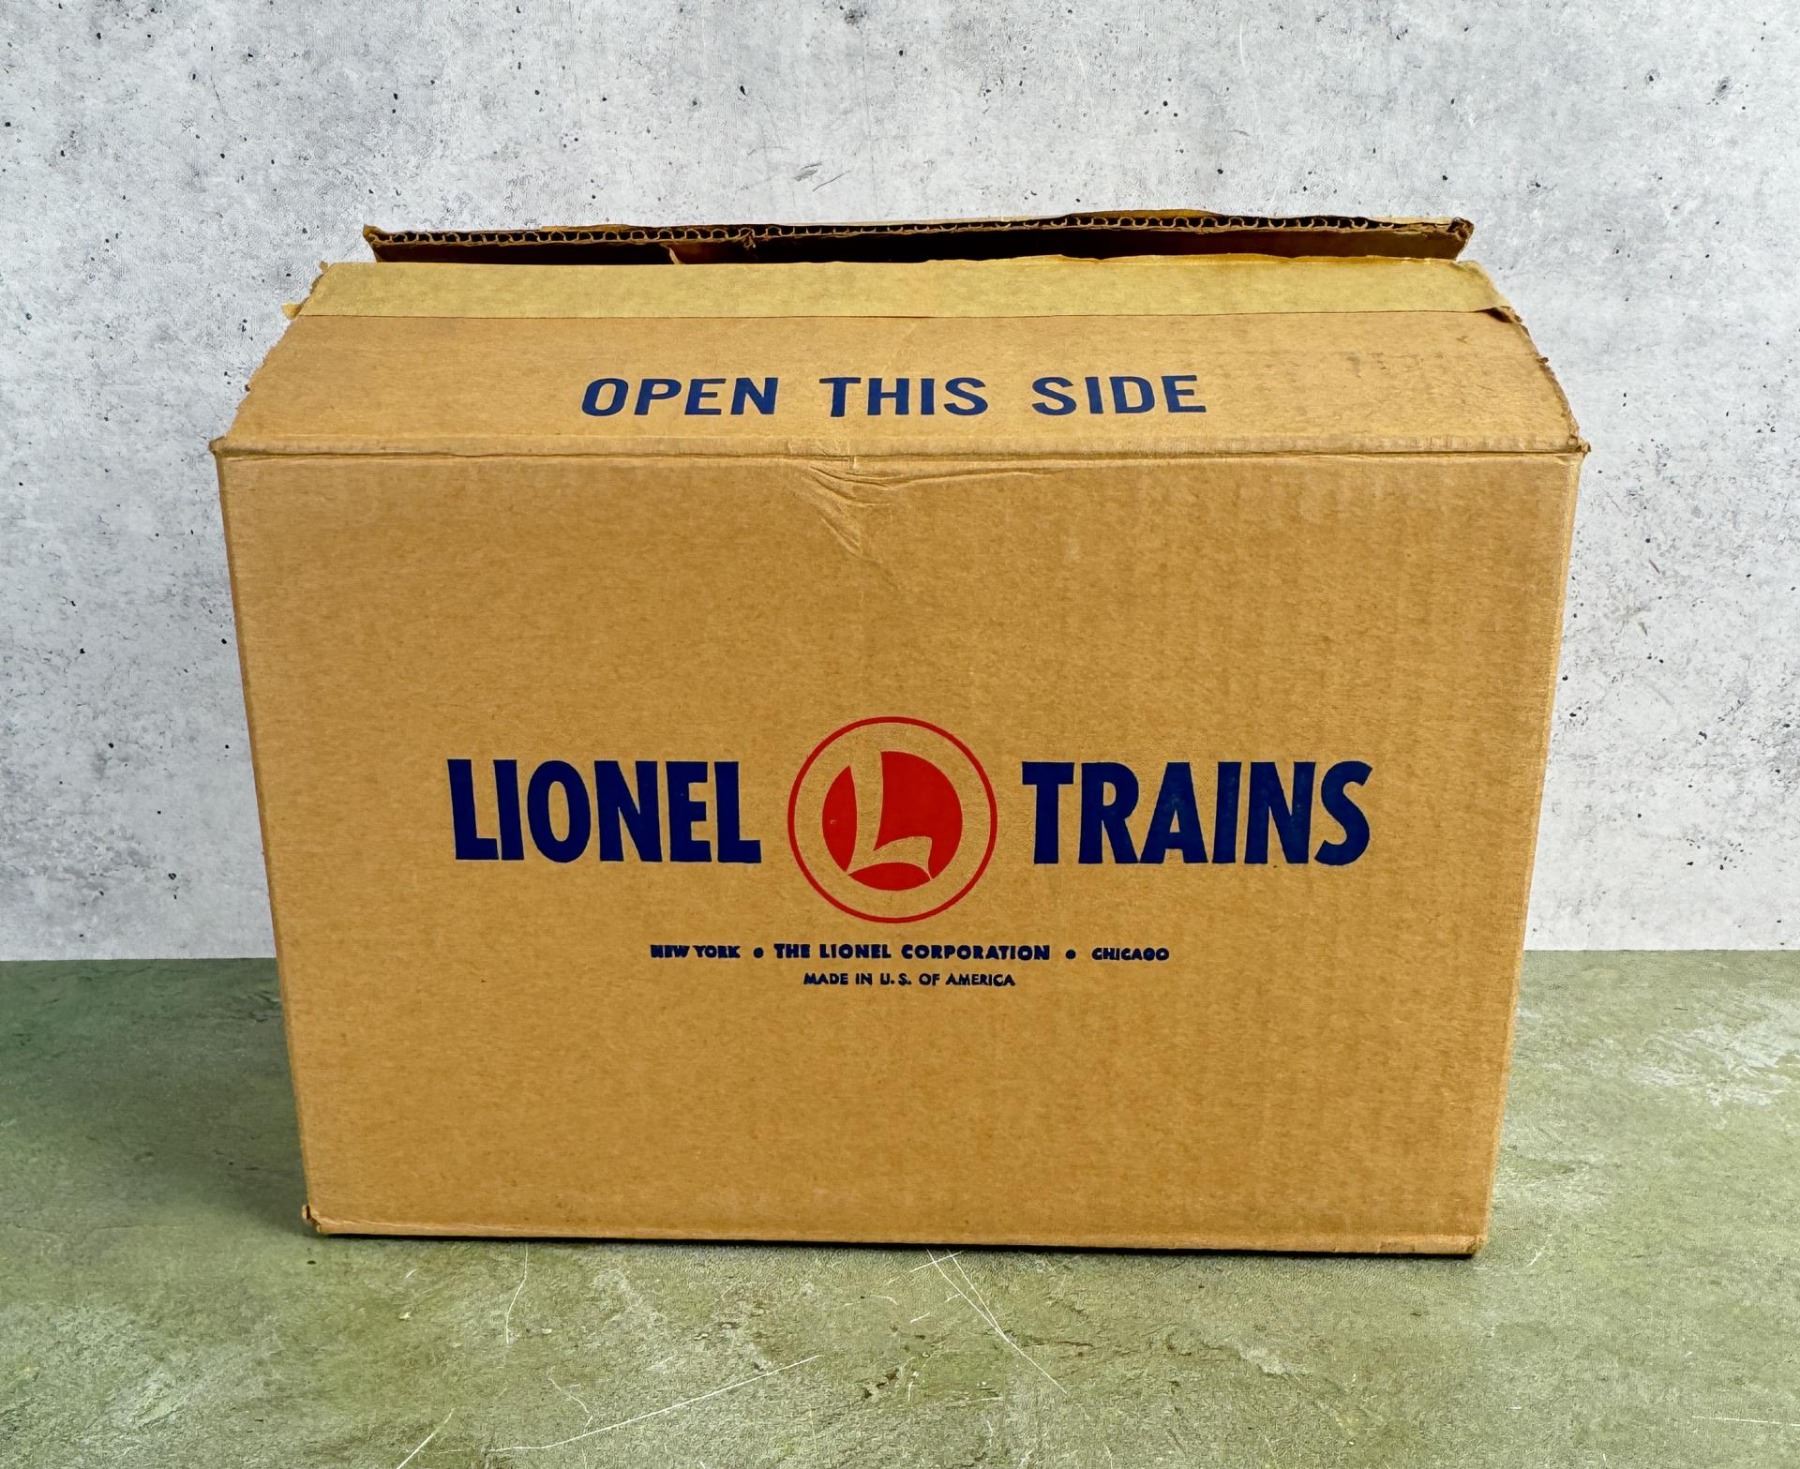 OPEN THIS SIDE
LIONEL L TRAINS
NEW YORK • THE LIONEL CORPORATION • CHICAGO
MADE IN U.S. OF AMERICA